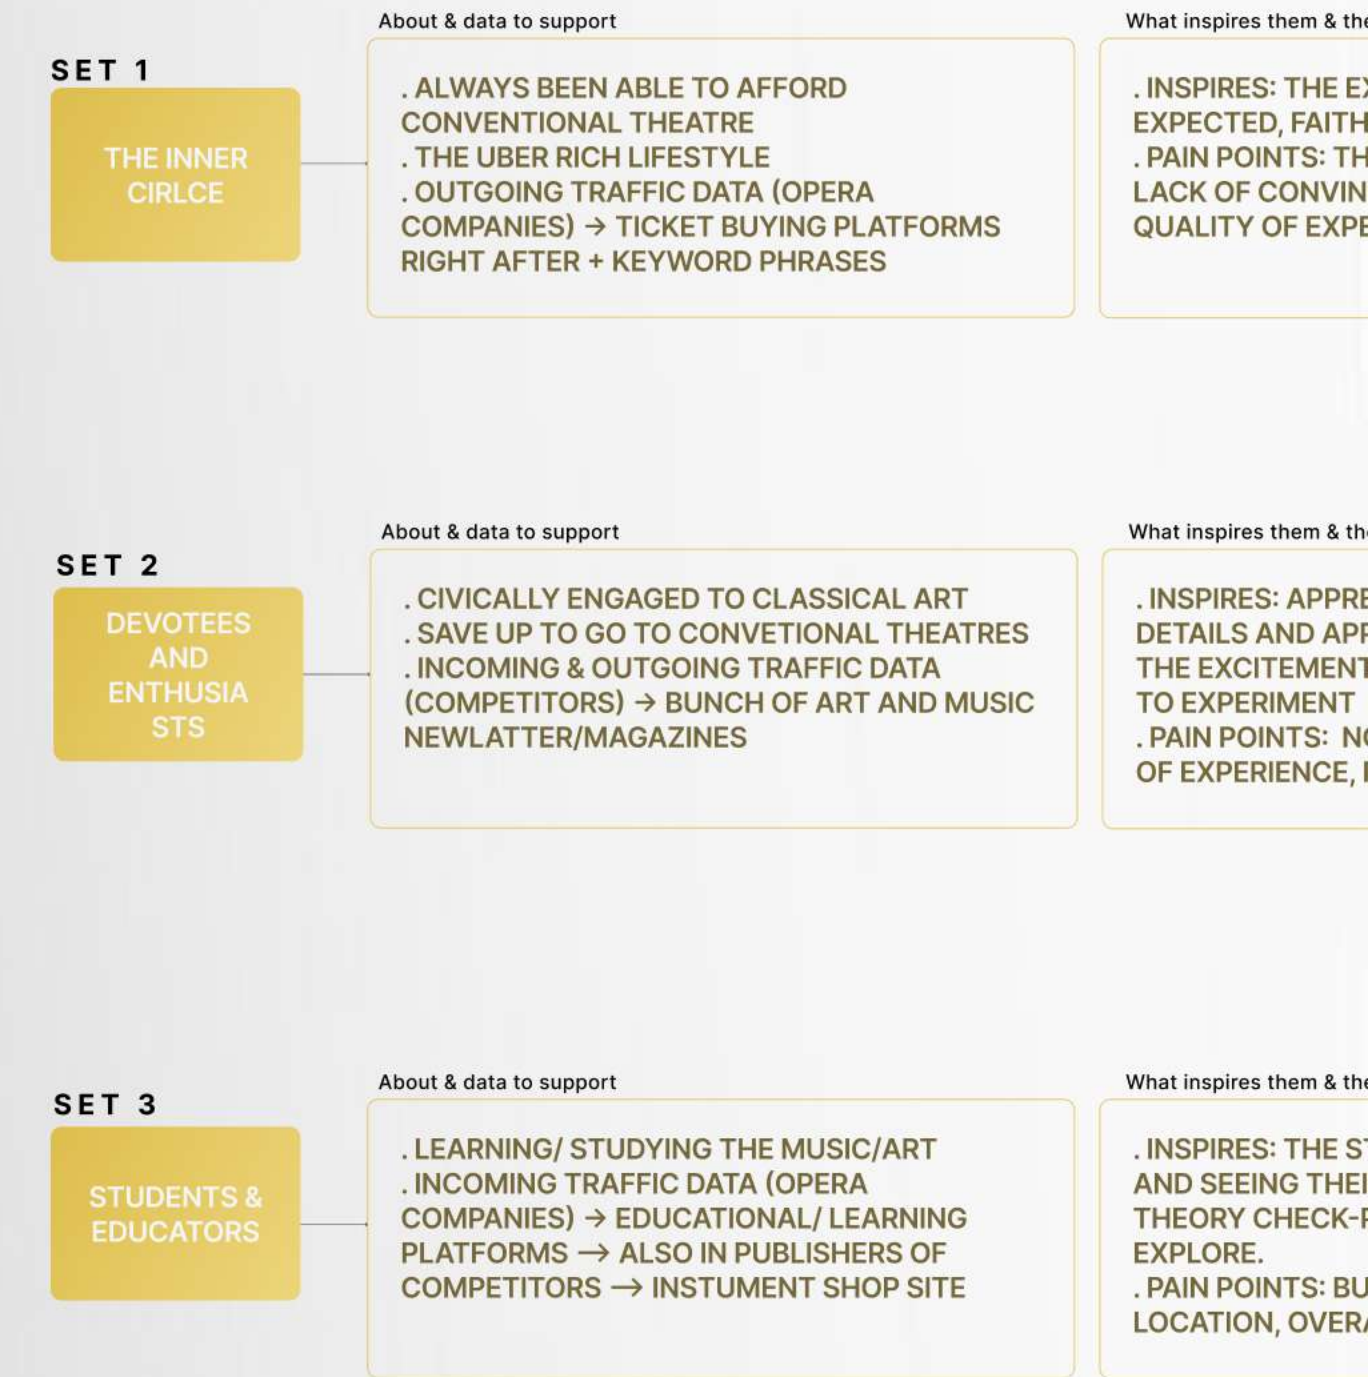 About & data to support
What inspires them &
SET 1
THE INNER
CIRLCE
. ALWAYS BEEN ABLE TO AFFORD
CONVENTIONAL THEATRE
. THE UBER RICH LIFESTYLE
. OUTGOING TRAFFIC DATA (OPERA
COMPANIES) → TICKET BUYING PLATFORMS
RIGHT AFTER + KEYWORD PHRASES
. INSPIRES: THE
EXPECTED, FAITH
. PAIN POINTS:
LACK OF
QUALITY OF
About & data to support
What inspires them &
SET 2
DEVOTEES
AND
ENTHUSIA
STS
. CIVICALLY ENGAGED TO CLASSICAL ART
. SAVE UP TO GO TO CONVETIONAL THEATRES
. INCOMING & OUTGOING TRAFFIC DATA
(COMPETITORS) → BUNCH OF ART AND MUSIC
NEWLATTER/MAGAZINES
. INSPIRES:
DETAILS AND
THE EXCITEMENT
TO EXPERIMENT
. PAIN POINTS:
OF EXPERIENCE,
About & data to support
What inspires them &
SET 3
STUDENTS &
EDUCATORS
. LEARNING/ STUDYING THE MUSIC/ART
. INCOMING TRAFFIC DATA (OPERA
COMPANIES) → EDUCATIONAL/ LEARNING
PLATFORMS → ALSO IN PUBLISHERS OF
COMPETITORS → INSTUMENT SHOP SITE
. INSPIRES: THE
AND SEEING
THEORY
EXPLORE.
. PAIN POINTS:
LOCATION,